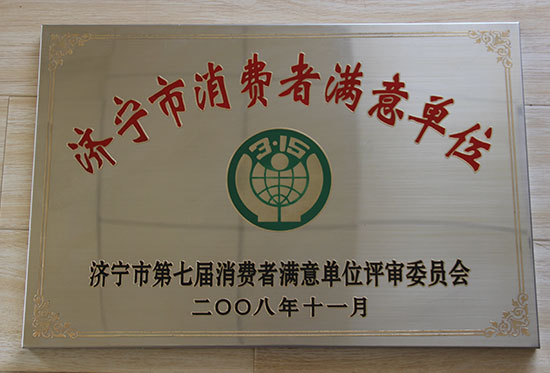 济宁市消费者满意单位
3·15
济宁市第七届消费者满意单位评审委员会
二〇〇八年十一月